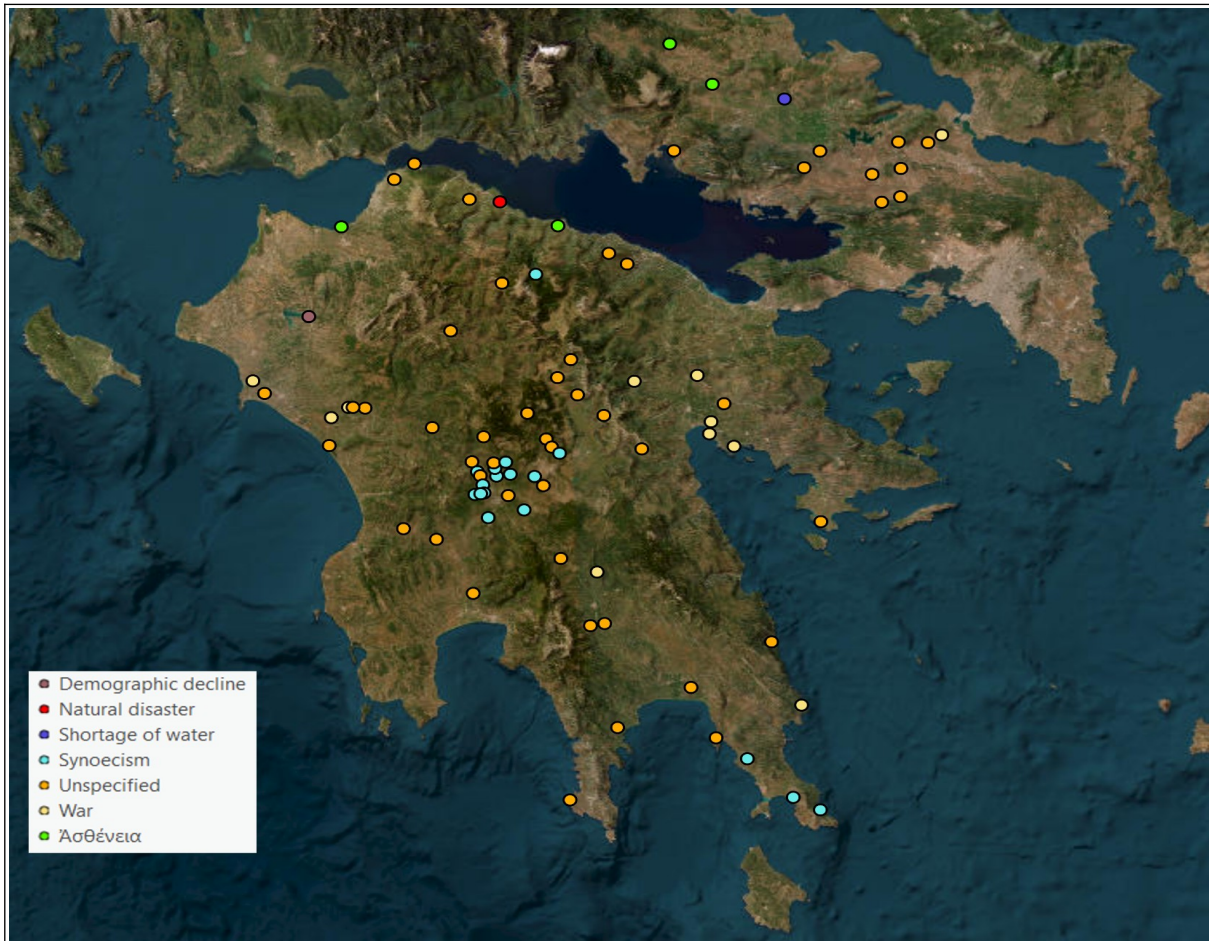 Demographic decline
Natural disaster
Shortage of water
Synoecism
Unspecified
War
Ἀσθένεια